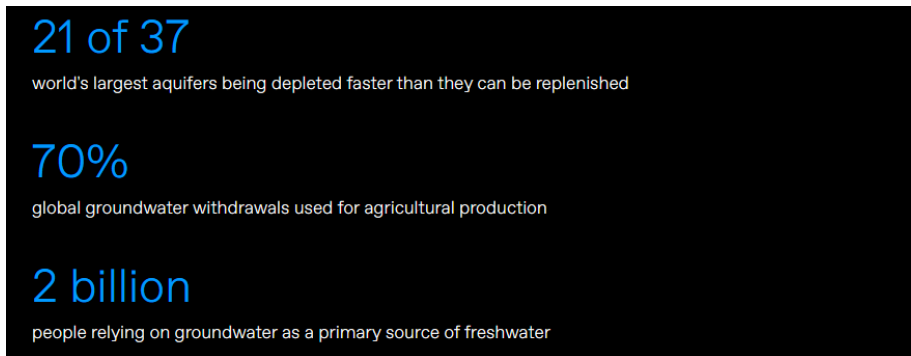 21 of 37
world's largest aquifers being depleted faster than they can be replenished
70%
global groundwater withdrawals used for agricultural production
2 billion
people relying on groundwater as a primary source of freshwater